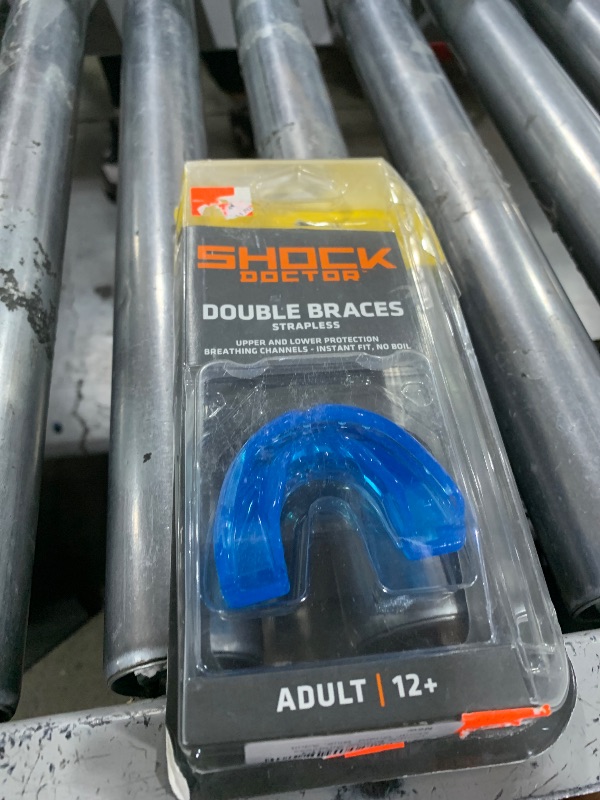 SHOCK
DOCTOR
DOUBLE BRACES
STRAPLESS
UPPER AND LOWER PROTECTION
BREATHING CHANNELS - INSTANT FIT, NO BOIL
ADULT | 12+